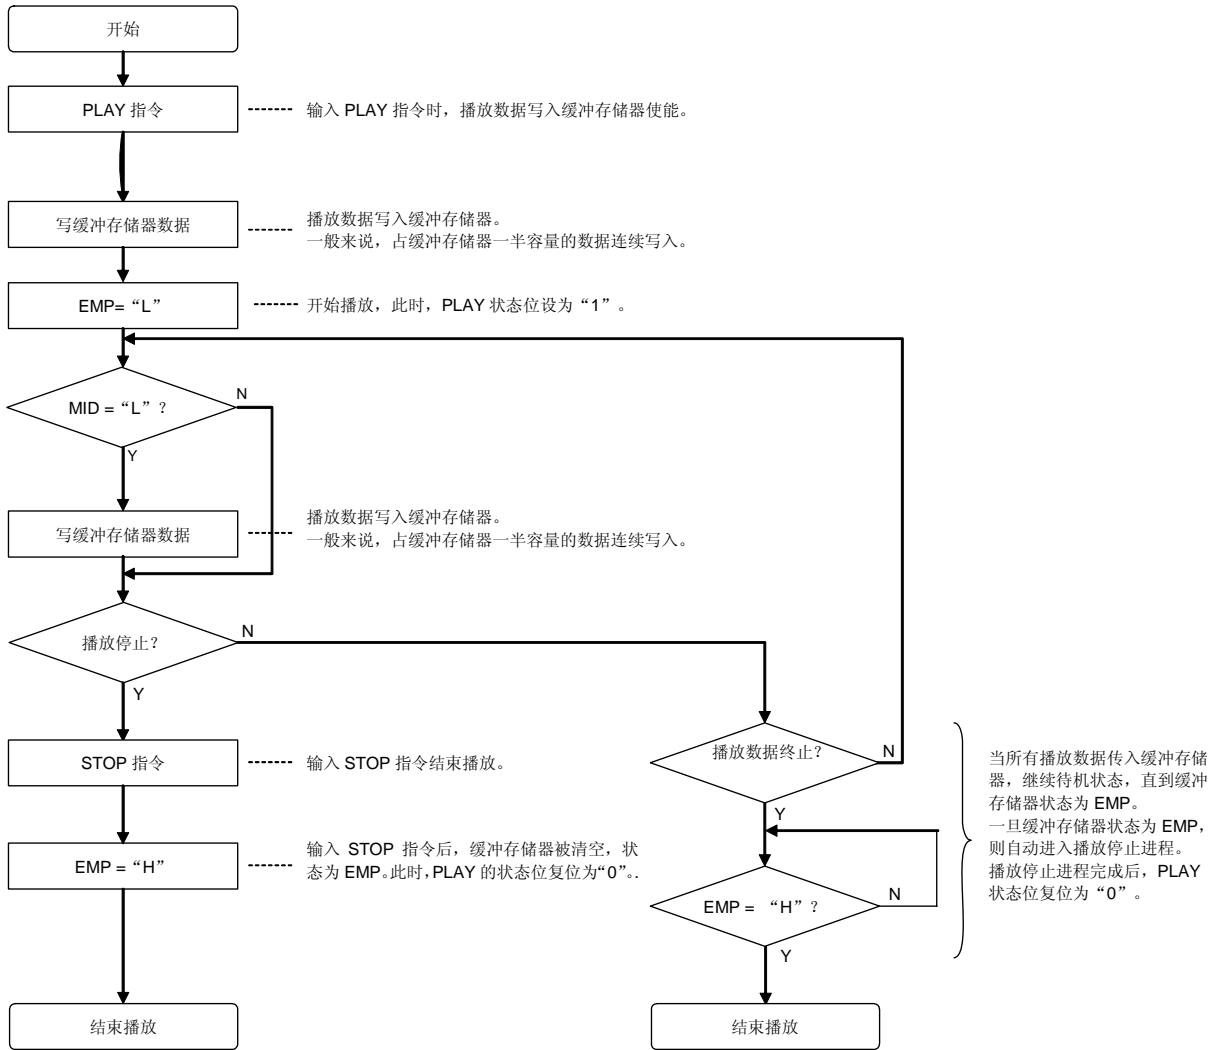 开始
PLAY 指令
输入 PLAY 指令时，播放数据写入缓冲存储器使能。
写缓冲存储器数据
播放数据写入缓冲存储器。
一般来说，占缓冲存储器一半容量的数据连续写入。
EMP= “L”
开始播放，此时，PLAY 状态位设为“1”。
MID = “L”？
N
Y
写缓冲存储器数据
播放数据写入缓冲存储器。
一般来说，占缓冲存储器一半容量的数据连续写入。
播放停止？
N
Y
STOP 指令
输入 STOP 指令结束播放。
EMP = “H”
输入 STOP 指令后，缓冲存储器被清空，状
态为 EMP。此时，PLAY 的状态位复位为“0”。.
结束播放
播放数据终止？
N
Y
EMP = “H”？
N
Y
结束播放
当所有播放数据传入缓冲存储
器，继续待机状态，直到缓冲
存储器状态为 EMP。
一旦缓冲存储器状态为 EMP，
则自动进入播放停止进程。
播放停止进程完成后，PLAY
状态位复位为“0”。